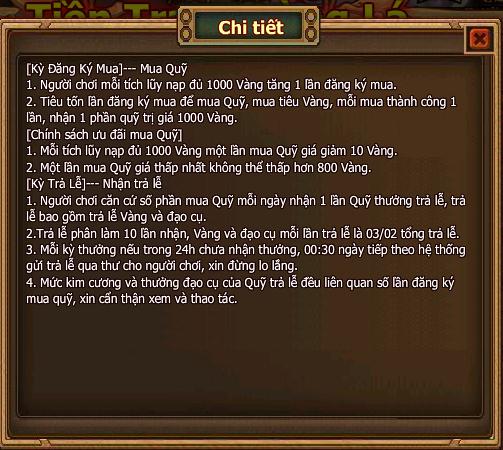 Chi tiết
[Kỳ Đăng Ký Mua]--- Mua Quỹ
1. Người chơi mỗi tích lũy nạp đủ 1000 Vàng tăng 1 lần đăng ký mua.
2. Tiêu tốn lần đăng ký mua để mua Quỹ, mua tiêu Vàng, mỗi mua thành công 1
lần, nhận 1 phần quỹ trị giá 1000 Vàng.
[Chính sách ưu đãi mua Quỹ]
1. Mỗi tích lũy nạp đủ 1000 Vàng một lần mua Quỹ giá giảm 10 Vàng.
2. Một lần mua Quỹ giá thấp nhất không thể thấp hơn 800 Vàng.
[Kỳ Trả Lễ]--- Nhận trả lễ
1. Người chơi căn cứ số phần mua Quỹ mỗi ngày nhận 1 lần Quỹ thưởng trả lễ, trả
lễ bao gồm trả lễ Vàng và đạo cụ.
2.Trả lễ phân làm 10 lần nhận, Vàng và đạo cụ mỗi lần trả lễ là 03/02 tổng trả lễ.
3. Mỗi kỳ thưởng nếu trong 24h chưa nhận thưởng, 00:30 ngày tiếp theo hệ thống
gửi trả lễ qua thư cho người chơi, xin đừng lo lắng.
4. Mức kim cương và thưởng đạo cụ của Quỹ trả lễ đều liên quan số lần đăng ký
mua quỹ, xin cẩn thận xem và thao tác.